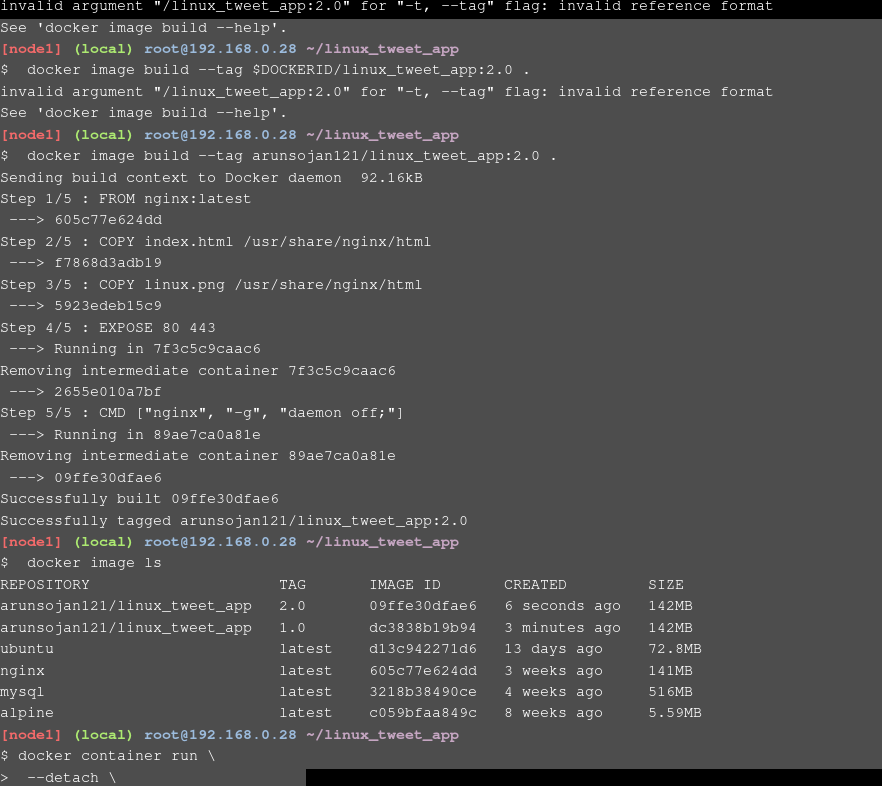 invalid argument "/linux_tweet_app:2.0" for "-t, --tag" flag: invalid reference format
See 'docker image build --help'.
[node1] (local) root@192.168.0.28 ~/linux_tweet_app
$  docker image build --tag $DOCKERID/linux_tweet_app:2.0 .
invalid argument "/linux_tweet_app:2.0" for "-t, --tag" flag: invalid reference format
See 'docker image build --help'.
[node1] (local) root@192.168.0.28 ~/linux_tweet_app
$  docker image build --tag arunsojan121/linux_tweet_app:2.0 .
Sending build context to Docker daemon  92.16kB
Step 1/5 : FROM nginx:latest
 ---> 605c77e624dd
Step 2/5 : COPY index.html /usr/share/nginx/html
 ---> f7868d3adb19
Step 3/5 : COPY linux.png /usr/share/nginx/html
 ---> 5923edeb15c9
Step 4/5 : EXPOSE 80 443
 ---> Running in 7f3c5c9caac6
Removing intermediate container 7f3c5c9caac6
 ---> 2655e010a7bf
Step 5/5 : CMD ["nginx", "-g", "daemon off;"]
 ---> Running in 89ae7ca0a81e
Removing intermediate container 89ae7ca0a81e
 ---> 09ffe30dfae6
Successfully built 09ffe30dfae6
Successfully tagged arunsojan121/linux_tweet_app:2.0
[node1] (local) root@192.168.0.28 ~/linux_tweet_app
$  docker image ls
REPOSITORY                     TAG       IMAGE ID       CREATED         SIZE
arunsojan121/linux_tweet_app   2.0       09ffe30dfae6   6 seconds ago   142MB
arunsojan121/linux_tweet_app   1.0       dc3838b19b94   3 minutes ago   142MB
ubuntu                         latest    d13c942271d6   13 days ago     72.8MB
nginx                          latest    605c77e624dd   3 weeks ago     141MB
mysql                          latest    3218b38490ce   4 weeks ago     516MB
alpine                         latest    c059bfaa849c   8 weeks ago     5.59MB
[node1] (local) root@192.168.0.28 ~/linux_tweet_app
$ docker container run \
>  --detach \